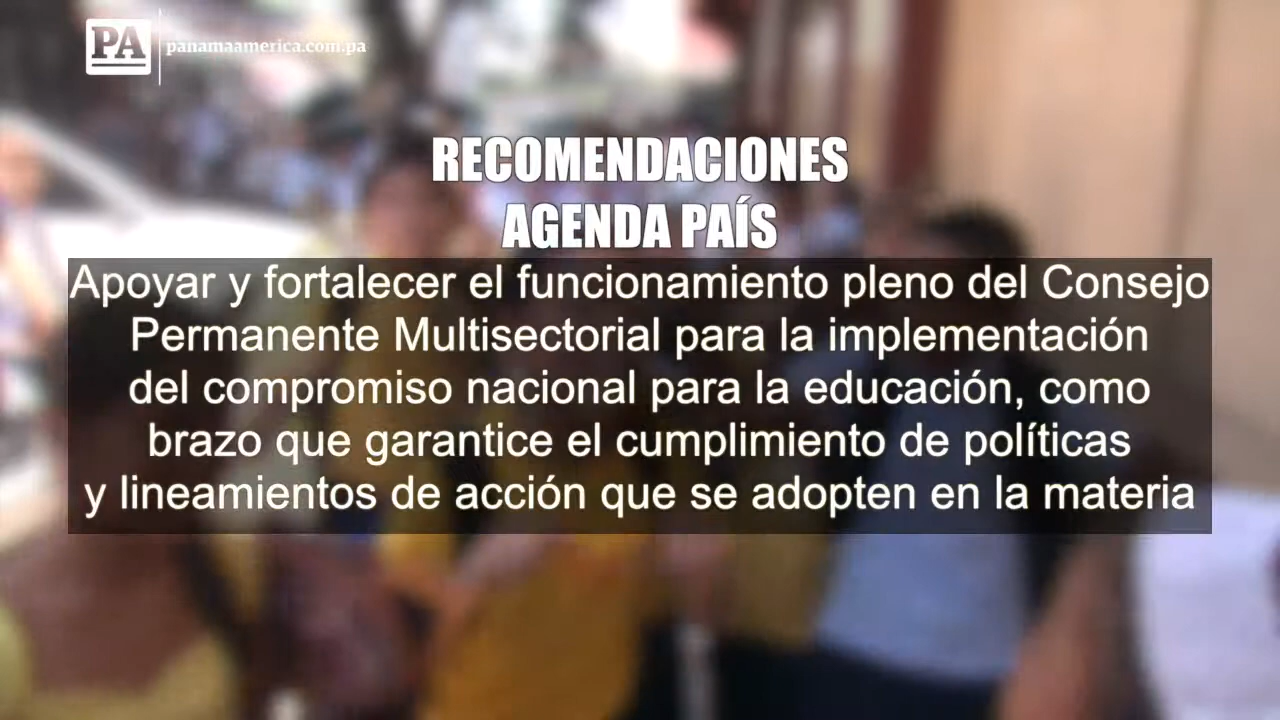 PA panamaamerica.com.pa
RECOMENDACIONES
AGENDA PAÍS
Apoyar y fortalecer el funcionamiento pleno del Consejo
Permanente Multisectorial para la implementación
del compromiso nacional para la educación, como
brazo que garantice el cumplimiento de políticas
y lineamientos de acción que se adopten en la materia